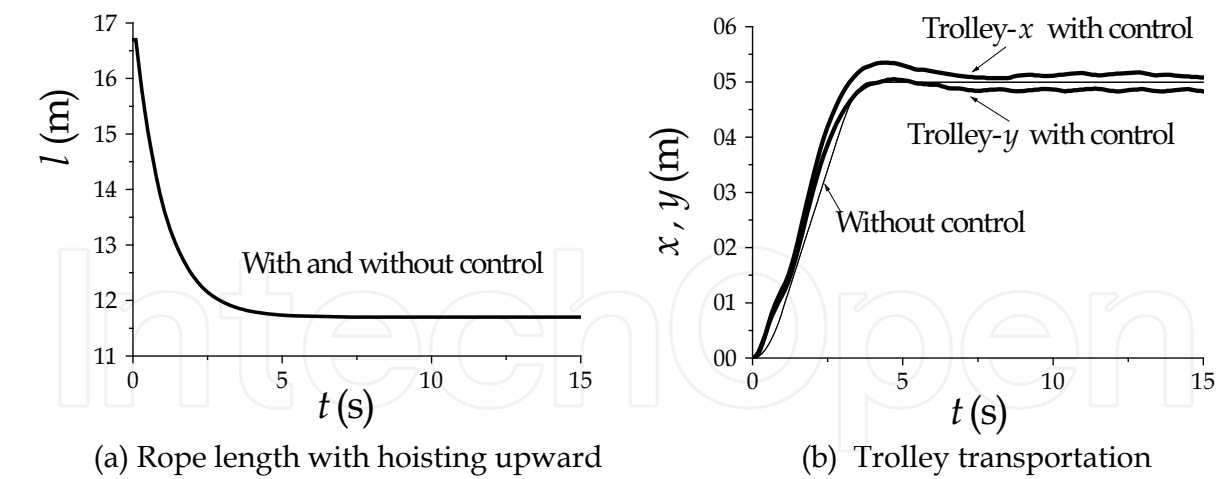 17
16
15
14
13
12
11
l (m)
With and without control
0
5
10
15
t (s)
(a) Rope length with hoisting upward
06
05
04
03
02
01
00
x , y (m)
Trolley-x with control
Trolley-y with control
Without control
0
5
10
15
t (s)
(b) Trolley transportation
IntechOpen